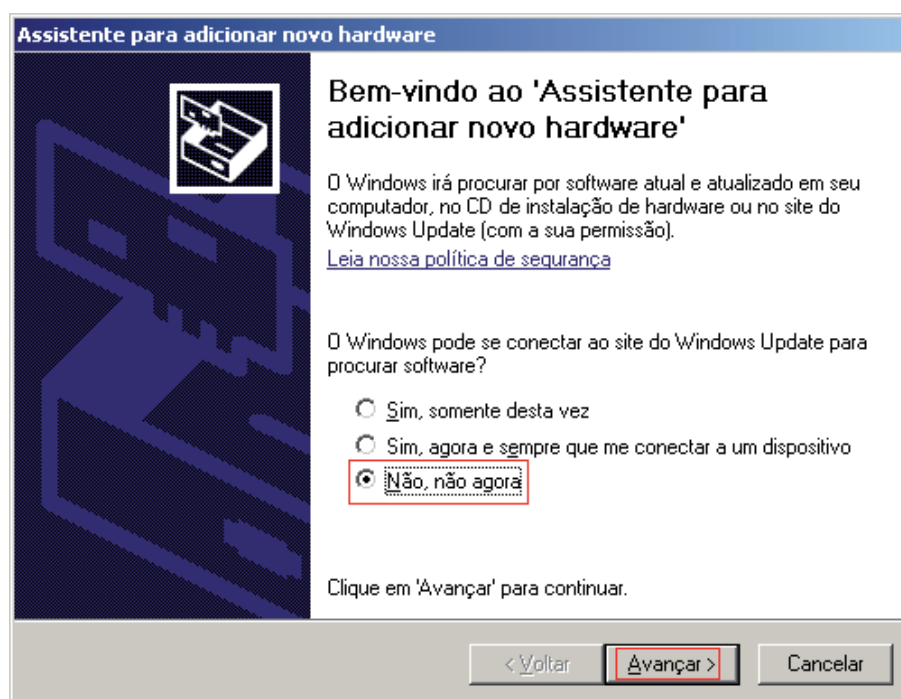 Assistente para adicionar novo hardware
Bem-vindo ao 'Assistente para
adicionar novo hardware'
O Windows irá procurar por software atual e atualizado em seu
computador, no CD de instalação de hardware ou no site do
Windows Update (com a sua permissão).
Leia nossa política de segurança
O Windows pode se conectar ao site do Windows Update para
procurar software?
Sim, somente desta vez
Sim, agora e sempre que me conectar a um dispositivo
Não, não agora
Clique em 'Avançar' para continuar.
< Voltar Avançar > Cancelar